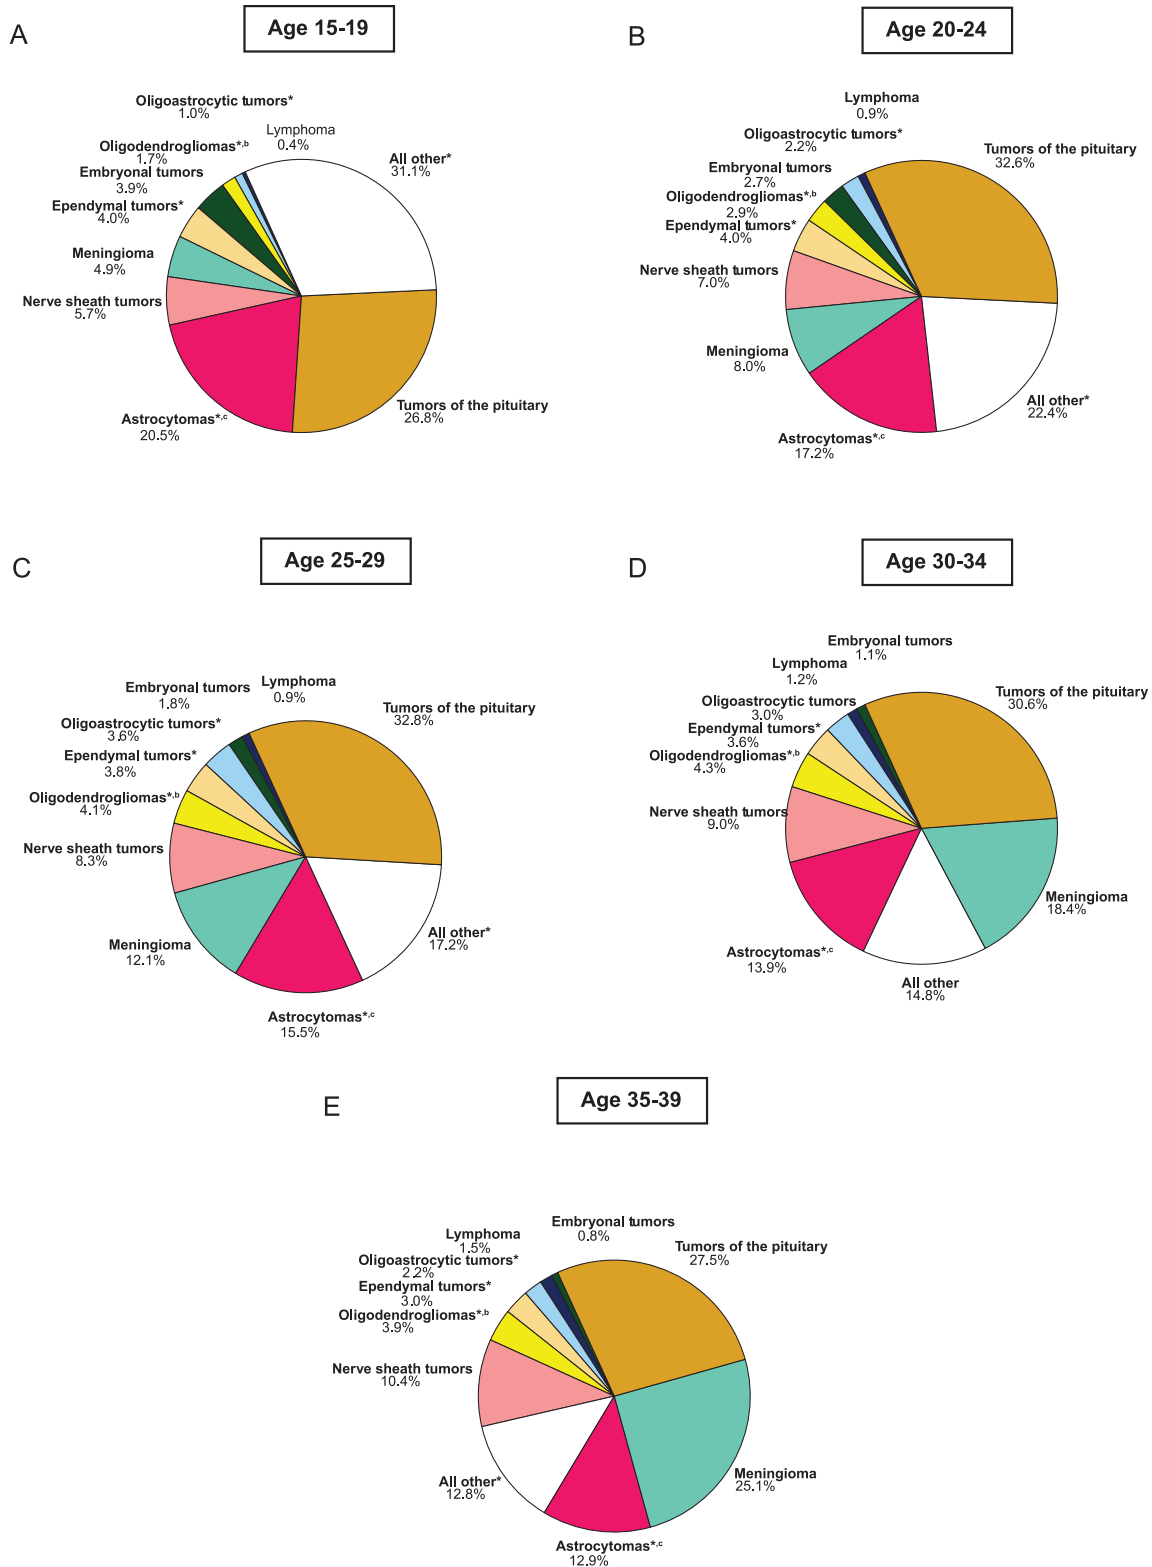 A
Age 15-19
Oligoastrocytic tumors*
1.0%
Lymphoma
0.4%
Oligodendrogliomas*,b
1.7%
All other*
31.1%
Embryonal tumors
3.9%
Ependymal tumors*
4.0%
Meningioma
4.9%
Nerve sheath tumors
5.7%
Astrocytomas*,c
20.5%
Tumors of the pituitary
26.8%
B
Age 20-24
Lymphoma
0.9%
Oligoastrocytic tumors*
2.2%
Tumors of the pituitary
32.6%
Embryonal tumors
2.7%
Oligodendrogliomas*,b
2.9%
Ependymal tumors*
4.0%
Nerve sheath tumors
7.0%
Meningioma
8.0%
All other*
22.4%
Astrocytomas*,c
17.2%
C
Age 25-29
Lymphoma
0.9%
Embryonal tumors
1.8%
Tumors of the pituitary
32.8%
Oligoastrocytic tumors*
3.6%
Ependymal tumors*
3.8%
Oligodendrogliomas*,b
4.1%
Nerve sheath tumors
8.3%
Meningioma
12.1%
All other*
17.2%
Astrocytomas*,c
15.5%
D
Age 30-34
Embryonal tumors
1.1%
Lymphoma
1.2%
Tumors of the pituitary
30.6%
Oligoastrocytic tumors
3.0%
Ependymal tumors*
3.6%
Oligodendrogliomas*,b
4.3%
Nerve sheath tumors
9.0%
Meningioma
18.4%
Astrocytomas*,c
13.9%
All other
14.8%
E
Age 35-39
Embryonal tumors
0.8%
Lymphoma
1.5%
Tumors of the pituitary
27.5%
Oligoastrocytic tumors*
2.2%
Ependymal tumors*
3.0%
Oligodendrogliomas*,b
3.9%
Nerve sheath tumors
10.4%
Meningioma
25.1%
All other*
12.8%
Astrocytomas*,c
12.9%